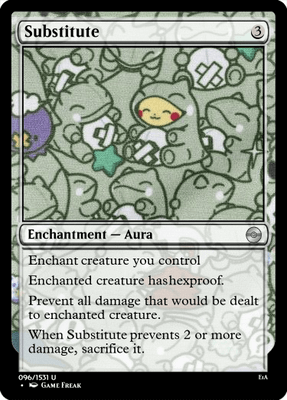 Substitute 3
Enchantment — Aura
Enchant creature you control
Enchanted creature hashexproof.
Prevent all damage that would be dealt
to enchanted creature.
When Substitute prevents 2 or more
damage, sacrifice it.
096/1531 U
• GAME FREAK
ErA